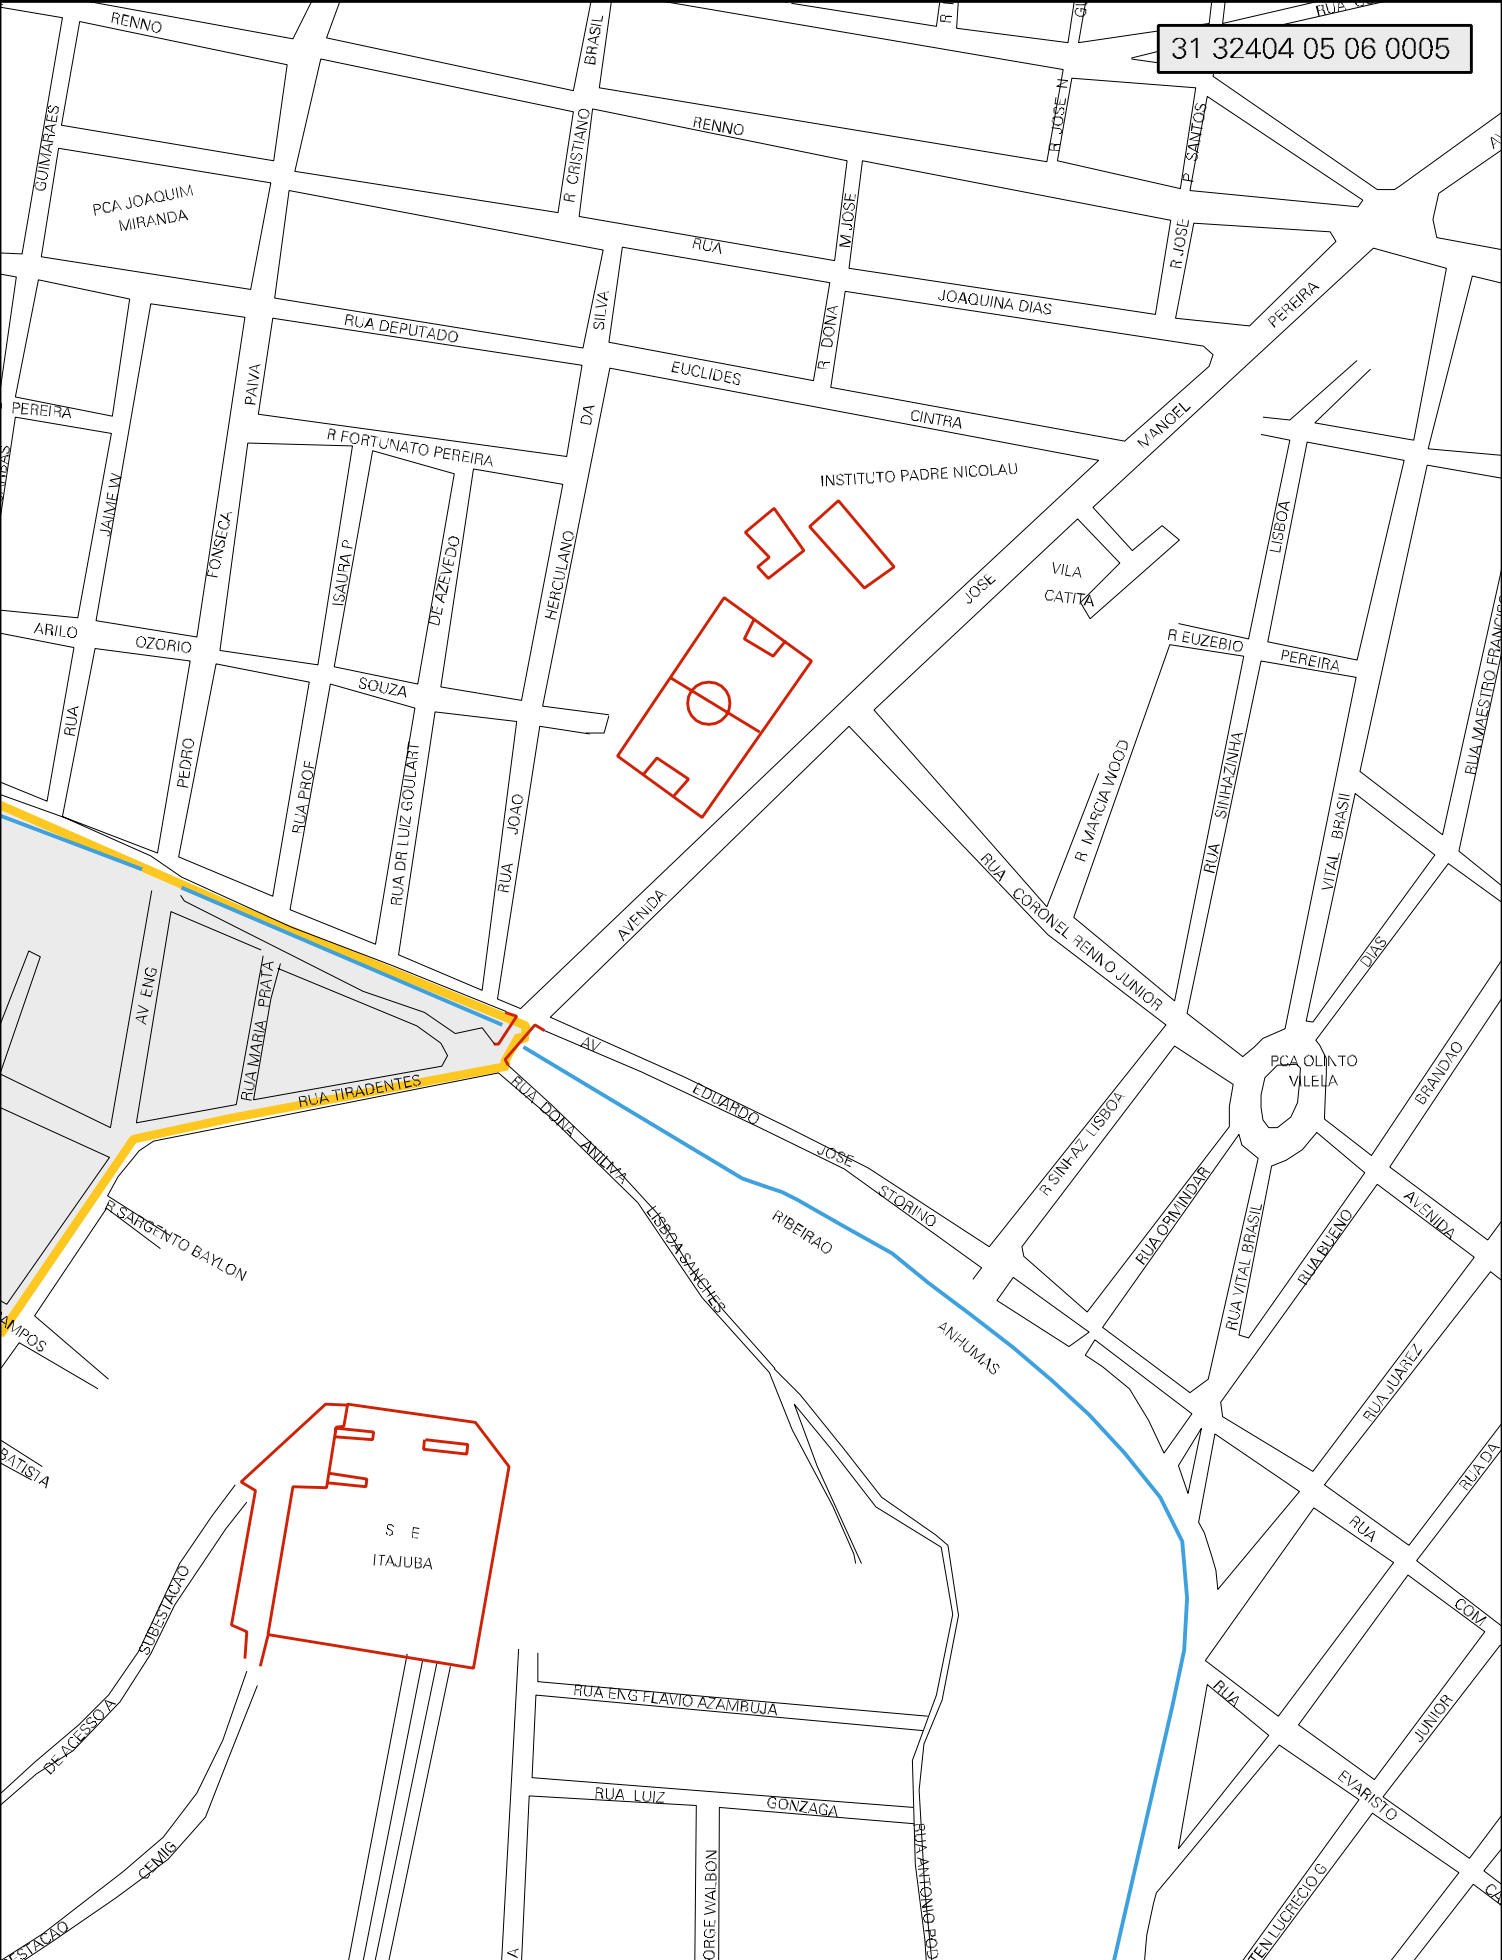 RENNO
BRASIL
31 32404 05 06 0005
GUIMARAES
R CRISTIANO
RENNO
R JOSE N
P SANTOS
PCA JOAQUIM
MIRANDA
M JOSE
RUA
R JOSE
JOAQUINA DIAS
PEREIRA
RUA DEPUTADO
SILVA
R DONA
EUCLIDES
CINTRA
MANOEL
PAIVA
PEREIRA
DA
R FORTUNATO PEREIRA
INSTITUTO PADRE NICOLAU
JAIME W
FONSECA
ISAURA P
DE AZEVEDO
HERCULANO
JOSE
VILA
CATITA
LISBOA
ARILO
OZORIO
SOUZA
R EUZEBIO
PEREIRA
RUA MAESTRO FRANCISC
RUA
PEDRO
RUA PROF
RUA DR LUIZ GOULART
RUA JOAO
AVENIDA
R MARCIA WOOD
RUA SINHAZINHA
VITAL BRASIL
RUA CORONEL RENNO JUNIOR
DIAS
AV ENG
RUA MARIA PRATA
RUA TIRADENTES
AV
EDUARDO
JOSE
STORINO
PCA OLINTO
VILELA
BRANDAO
RUA DONA ANILMA
LISBOA SANCHES
R SINHAZ LISBOA
RUA ORMINDAR
RUA VITAL BRASIL
RUA BUENO
AVENIDA
RIBEIRAO
ANHUMAS
R SARGENTO BAYLON
AMPOS
BATISTA
RUA JUAREZ
RUA DA
S E
ITAJUBA
RUA
COM
SUBESTACAO
DE ACESSO A
CEMIG
ESTACAO
RUA ENG FLAVIO AZAMBUJA
RUA LUIZ
GONZAGA
ORGE WALBON
RUA ANTONIO ROD
A
RUA
JUNIOR
EVARISTO
TEN LUCRECIO G
CA